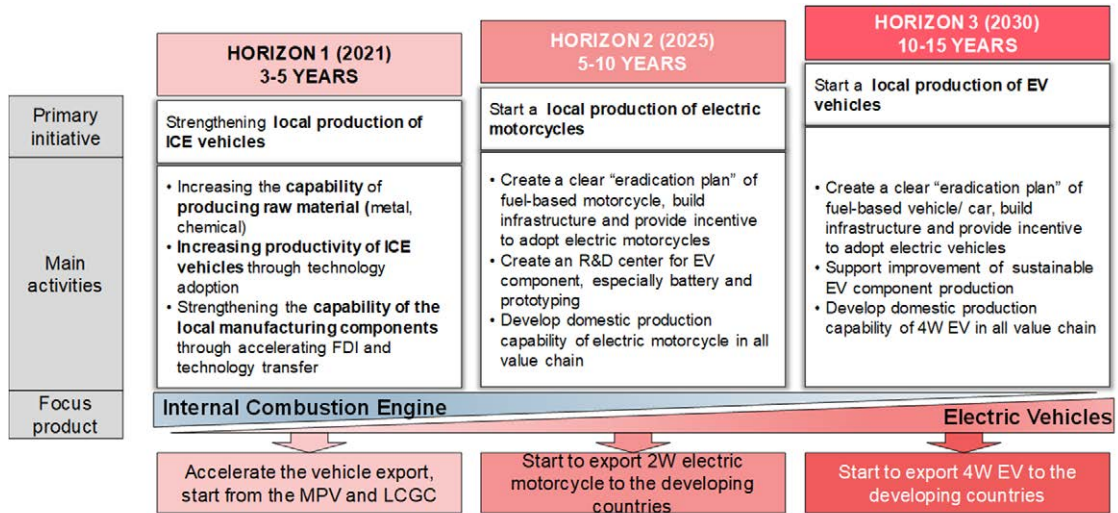 HORIZON 1 (2021)
3-5 YEARS
HORIZON 2 (2025)
5-10 YEARS
HORIZON 3 (2030)
10-15 YEARS
Primary
initiative
Strengthening local production of
ICE vehicles
Start a local production of electric
motorcycles
Start a local production of EV
vehicles
Main
activities
• Increasing the capability of
producing raw material (metal,
chemical)
• Increasing productivity of ICE
vehicles through technology
adoption
• Strengthening the capability of the
local manufacturing components
through accelerating FDI and
technology transfer
• Create a clear “eradication plan” of
fuel-based motorcycle, build
infrastructure and provide incentive
to adopt electric motorcycles
• Create an R&D center for EV
component, especially battery and
prototyping
• Develop domestic production
capability of electric motorcycle in all
value chain
• Create a clear “eradication plan” of
fuel-based vehicle/ car, build
infrastructure and provide incentive
to adopt electric vehicles
• Support improvement of sustainable
EV component production
• Develop domestic production
capability of 4W EV in all value chain
Focus
product
Internal Combustion Engine
Electric Vehicles
Accelerate the vehicle export,
start from the MPV and LCGC
Start to export 2W electric
motorcycle to the developing
countries
Start to export 4W EV to the
developing countries